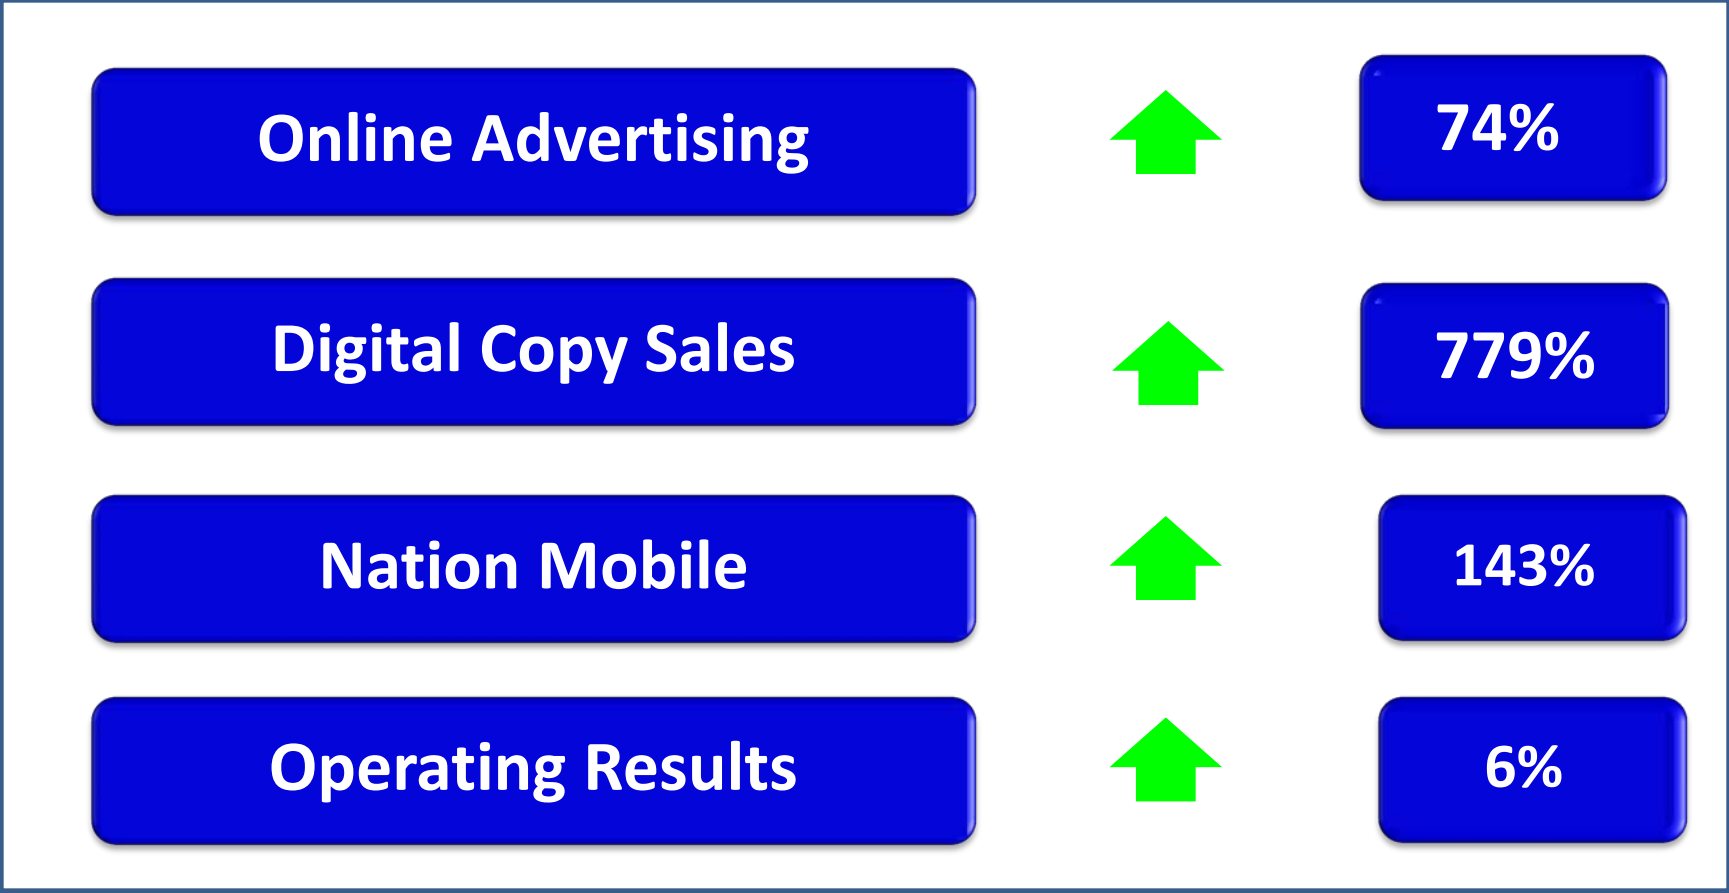 Online Advertising 74%
Digital Copy Sales 779%
Nation Mobile 143%
Operating Results 6%